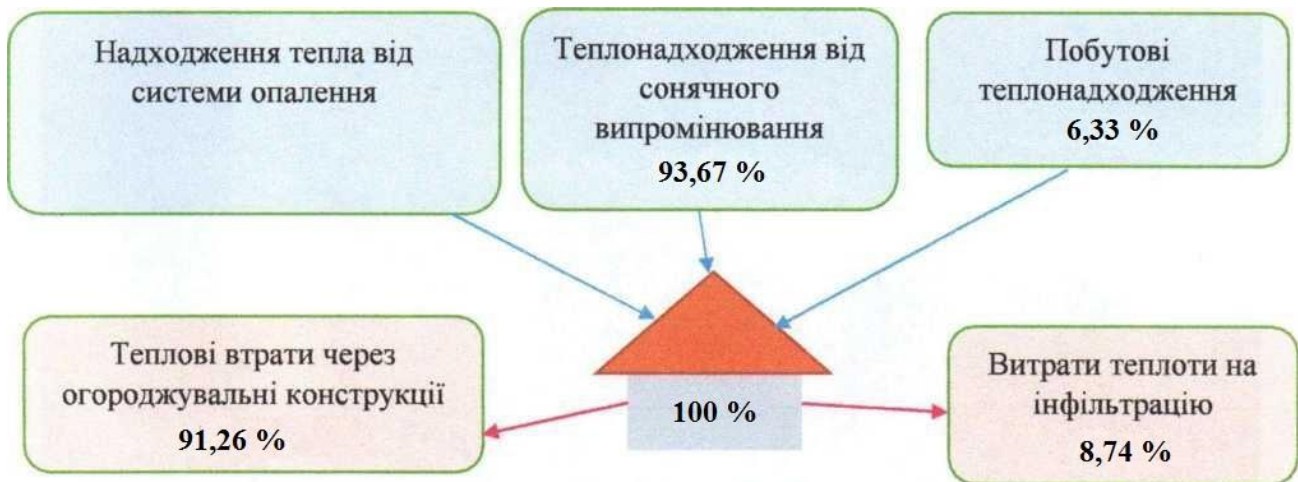 Надходження тепла від
системи опалення
Теплонадходження від
сонячного
випромінювання
93,67 %
Побутові
теплонадходження
6,33 %
Теплові втрати через
огороджувальні конструкції
91,26 %
100 %
Витрати теплоти на
інфільтрацію
8,74 %